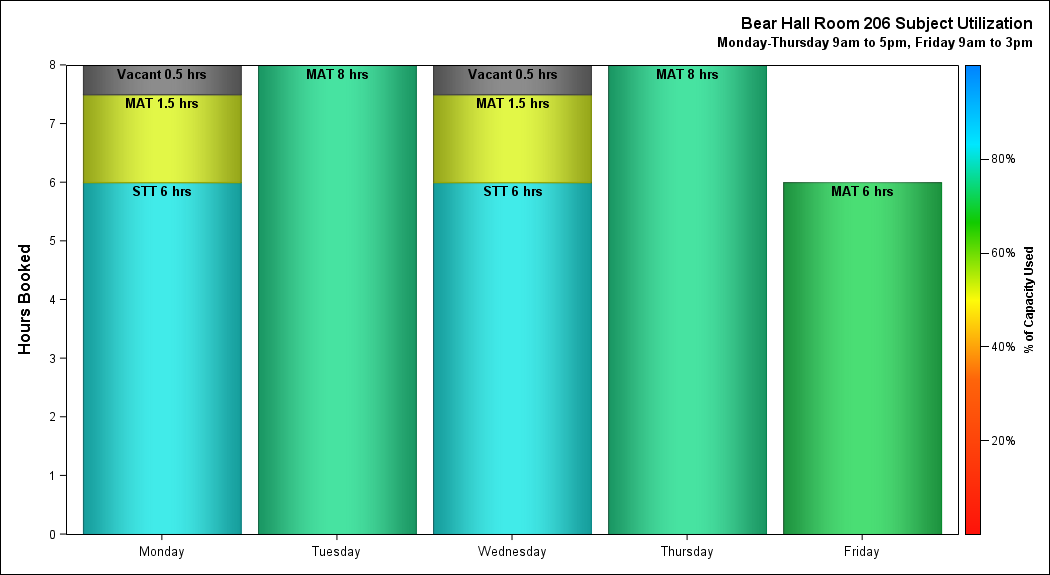 Bear Hall Room 206 Subject Utilization
Monday-Thursday 9am to 5pm, Friday 9am to 3pm
Hours Booked
8
7
6
5
4
3
2
1
0
Vacant 0.5 hrs
MAT 1.5 hrs
STT 6 hrs
MAT 8 hrs
Vacant 0.5 hrs
MAT 1.5 hrs
STT 6 hrs
MAT 8 hrs
MAT 6 hrs
Monday
Tuesday
Wednesday
Thursday
Friday
80%
60%
40%
20%
% of Capacity Used